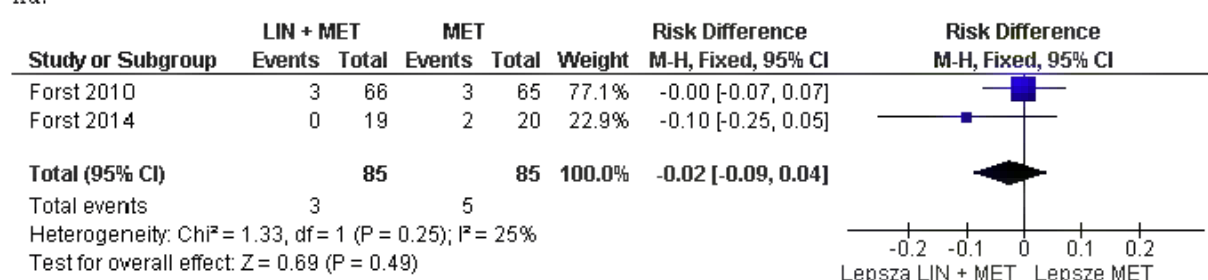 LIN + MET MET Risk Difference Risk Difference
Study or Subgroup Events Total Events Total Weight M-H, Fixed, 95% CI M-H, Fixed, 95% CI
Forst 2010 3 66 3 65 77.1% -0.00 [-0.07, 0.07]
Forst 2014 0 19 2 20 22.9% -0.10 [-0.25, 0.05]
Total (95% CI) 85 85 100.0% -0.02 [-0.09, 0.04]
Total events 3 5
Heterogeneity: Chi² = 1.33, df = 1 (P = 0.25); I² = 25%
Test for overall effect: Z = 0.69 (P = 0.49)
-0.2 -0.1 0 0.1 0.2
Lepsza LIN + MET Lepsze MET